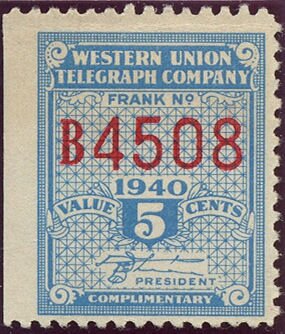 WESTERN UNION
TELEGRAPH COMPANY
FRANK Nº
B4508
1940
VALUE 5 CENTS
PRESIDENT
COMPLIMENTARY